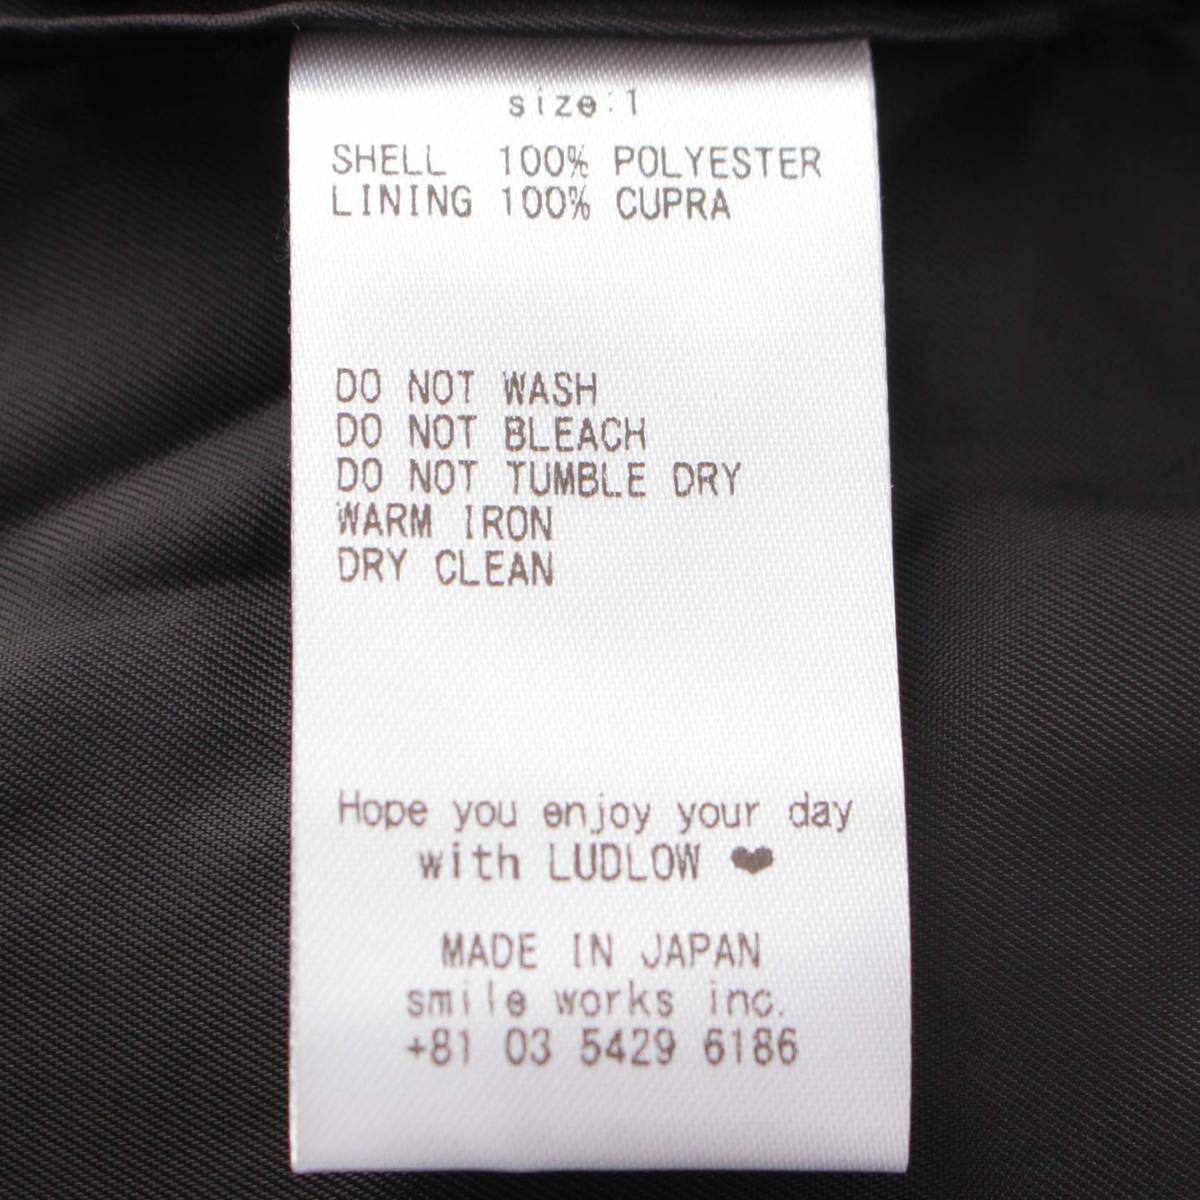 size:1
SHELL 100% POLYESTER
LINING 100% CUPRA
DO NOT WASH
DO NOT BLEACH
DO NOT TUMBLE DRY
WARM IRON
DRY CLEAN
Hope you enjoy your day
with LUDLOW ♥
MADE IN JAPAN
smile works inc.
+81 03 5429 6186